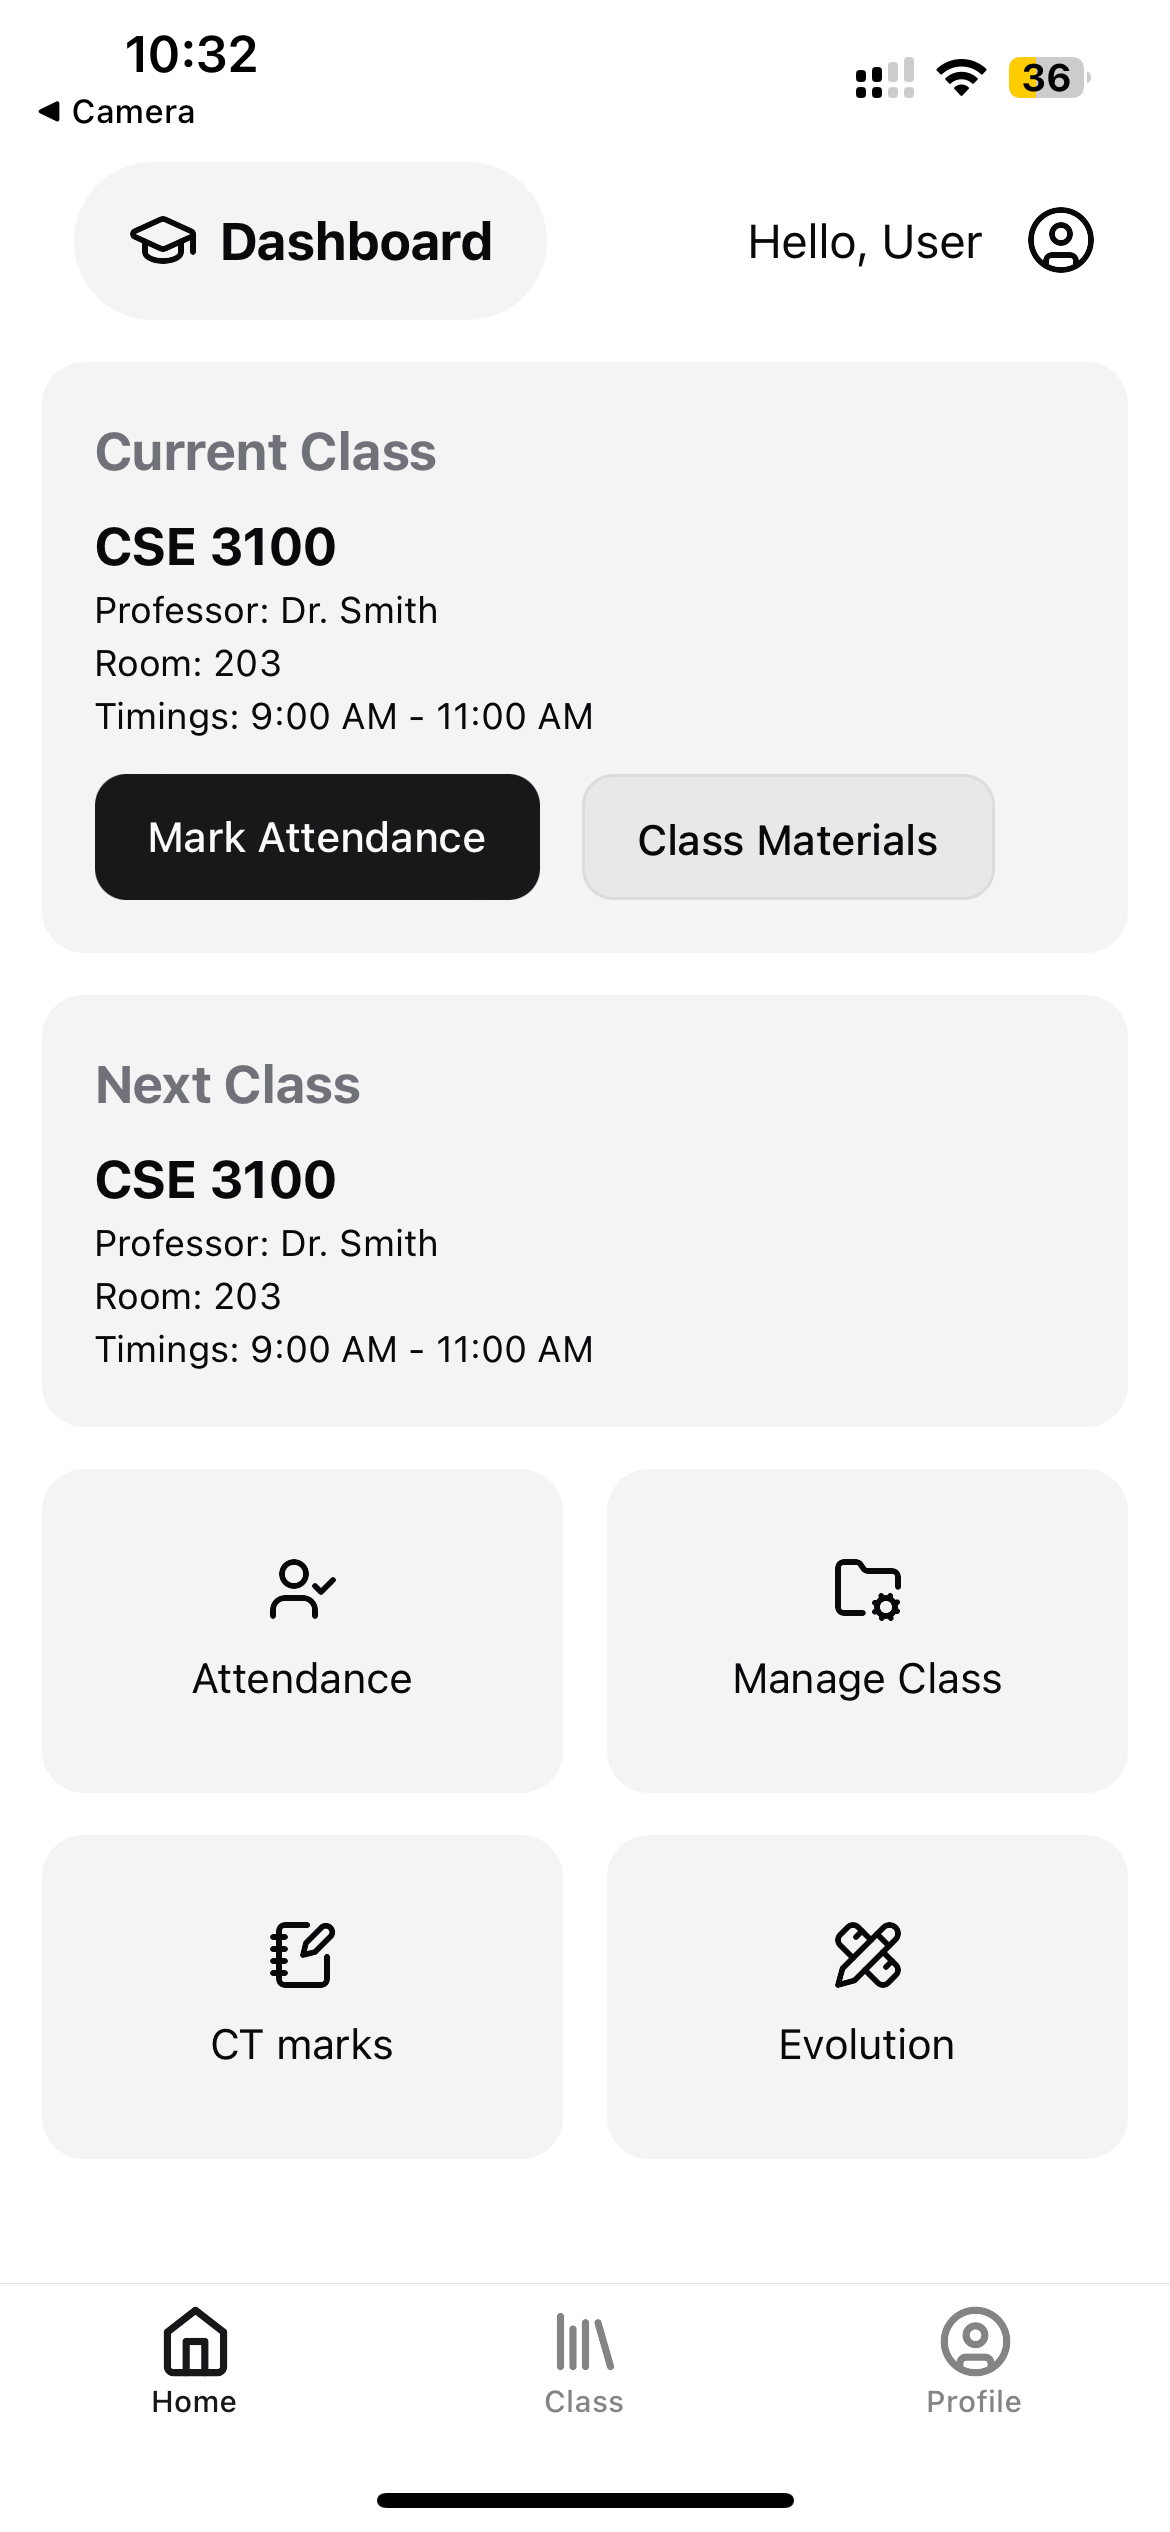 10:32
36
Camera
Dashboard
Hello, User
Current Class
CSE 3100
Professor: Dr. Smith
Room: 203
Timings: 9:00 AM - 11:00 AM
Mark Attendance
Class Materials
Next Class
CSE 3100
Professor: Dr. Smith
Room: 203
Timings: 9:00 AM - 11:00 AM
Attendance
Manage Class
CT marks
Evolution
Home
Class
Profile